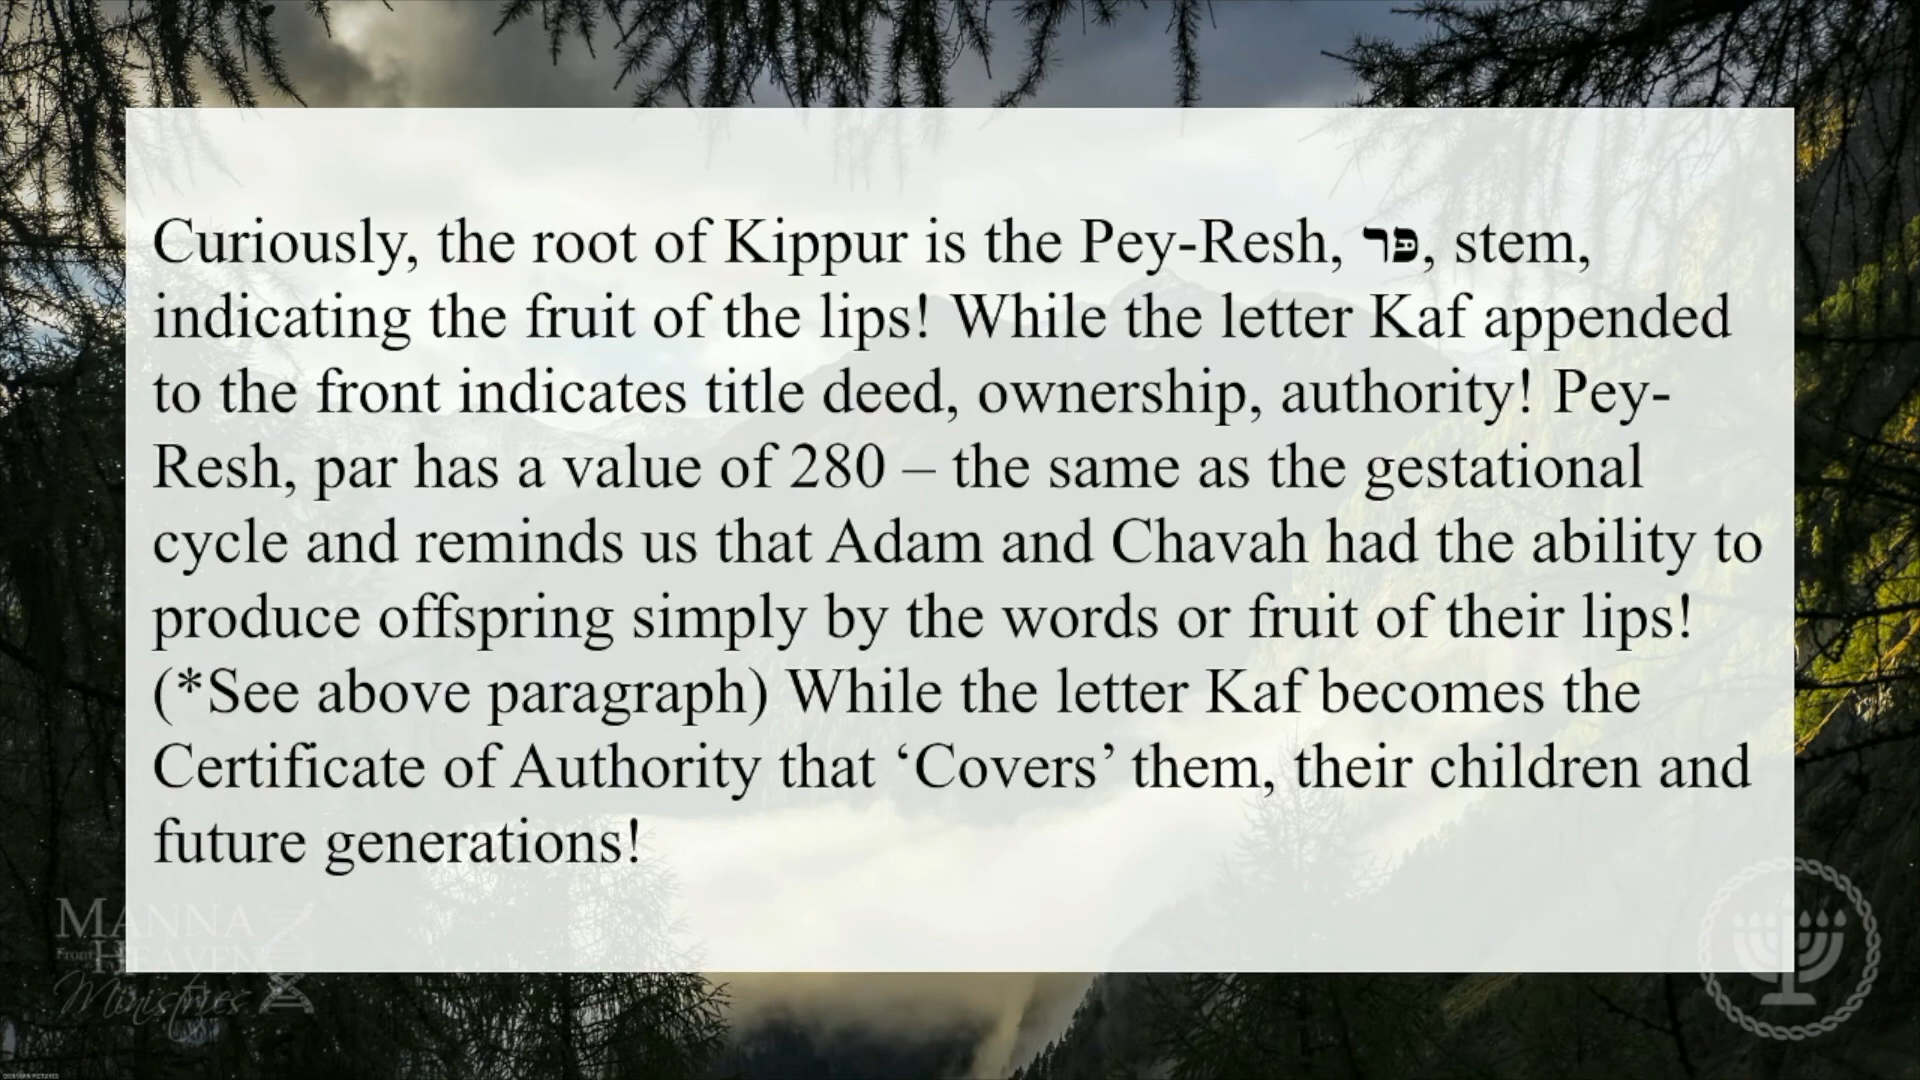 Curiously, the root of Kippur is the Pey-Resh, פּר, stem,
indicating the fruit of the lips! While the letter Kaf appended
to the front indicates title deed, ownership, authority! Pey-
Resh, par has a value of 280 – the same as the gestational
cycle and reminds us that Adam and Chavah had the ability to
produce offspring simply by the words or fruit of their lips!
(*See above paragraph) While the letter Kaf becomes the
Certificate of Authority that ‘Covers’ them, their children and
future generations!
MANNA
From HEAVEN
Ministries